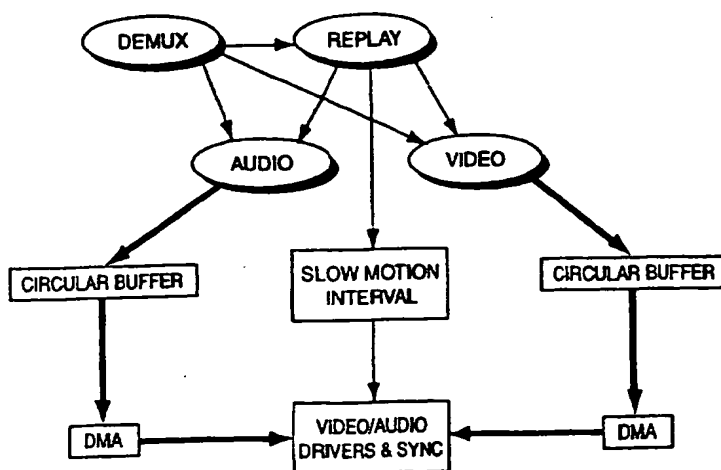 DEMUX
REPLAY
AUDIO
VIDEO
CIRCULAR BUFFER
SLOW MOTION
INTERVAL
CIRCULAR BUFFER
DMA
VIDEO/AUDIO
DRIVERS & SYNC
DMA